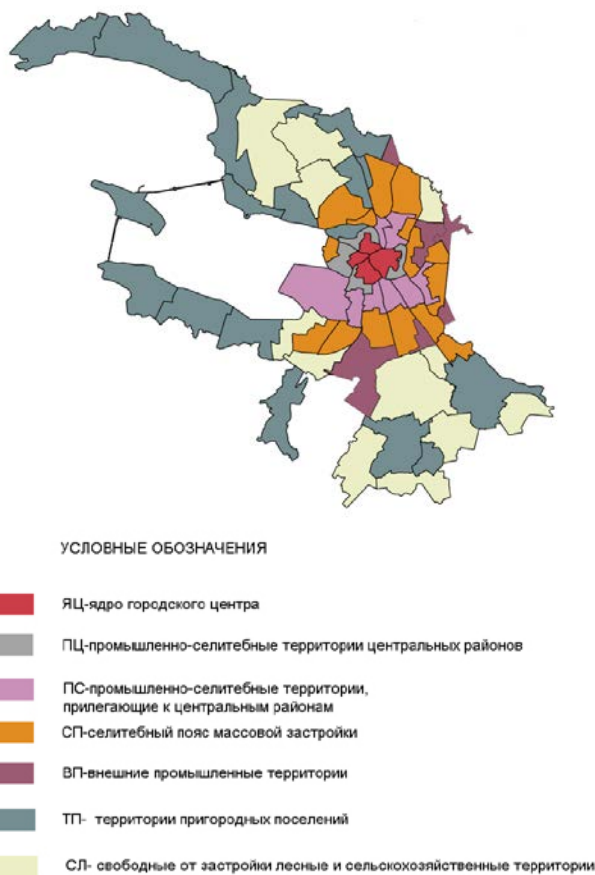 УСЛОВНЫЕ ОБОЗНАЧЕНИЯ
ЯЦ-ядро городского центра
ПЦ-промышленно-селитебные территории центральных районов
ПС-промышленно-селитебные территории,
прилегающие к центральным районам
СП-селитебный пояс массовой застройки
ВП-внешние промышленные территории
ТП- территории пригородных поселений
СЛ- свободные от застройки лесные и сельскохозяйственные территории